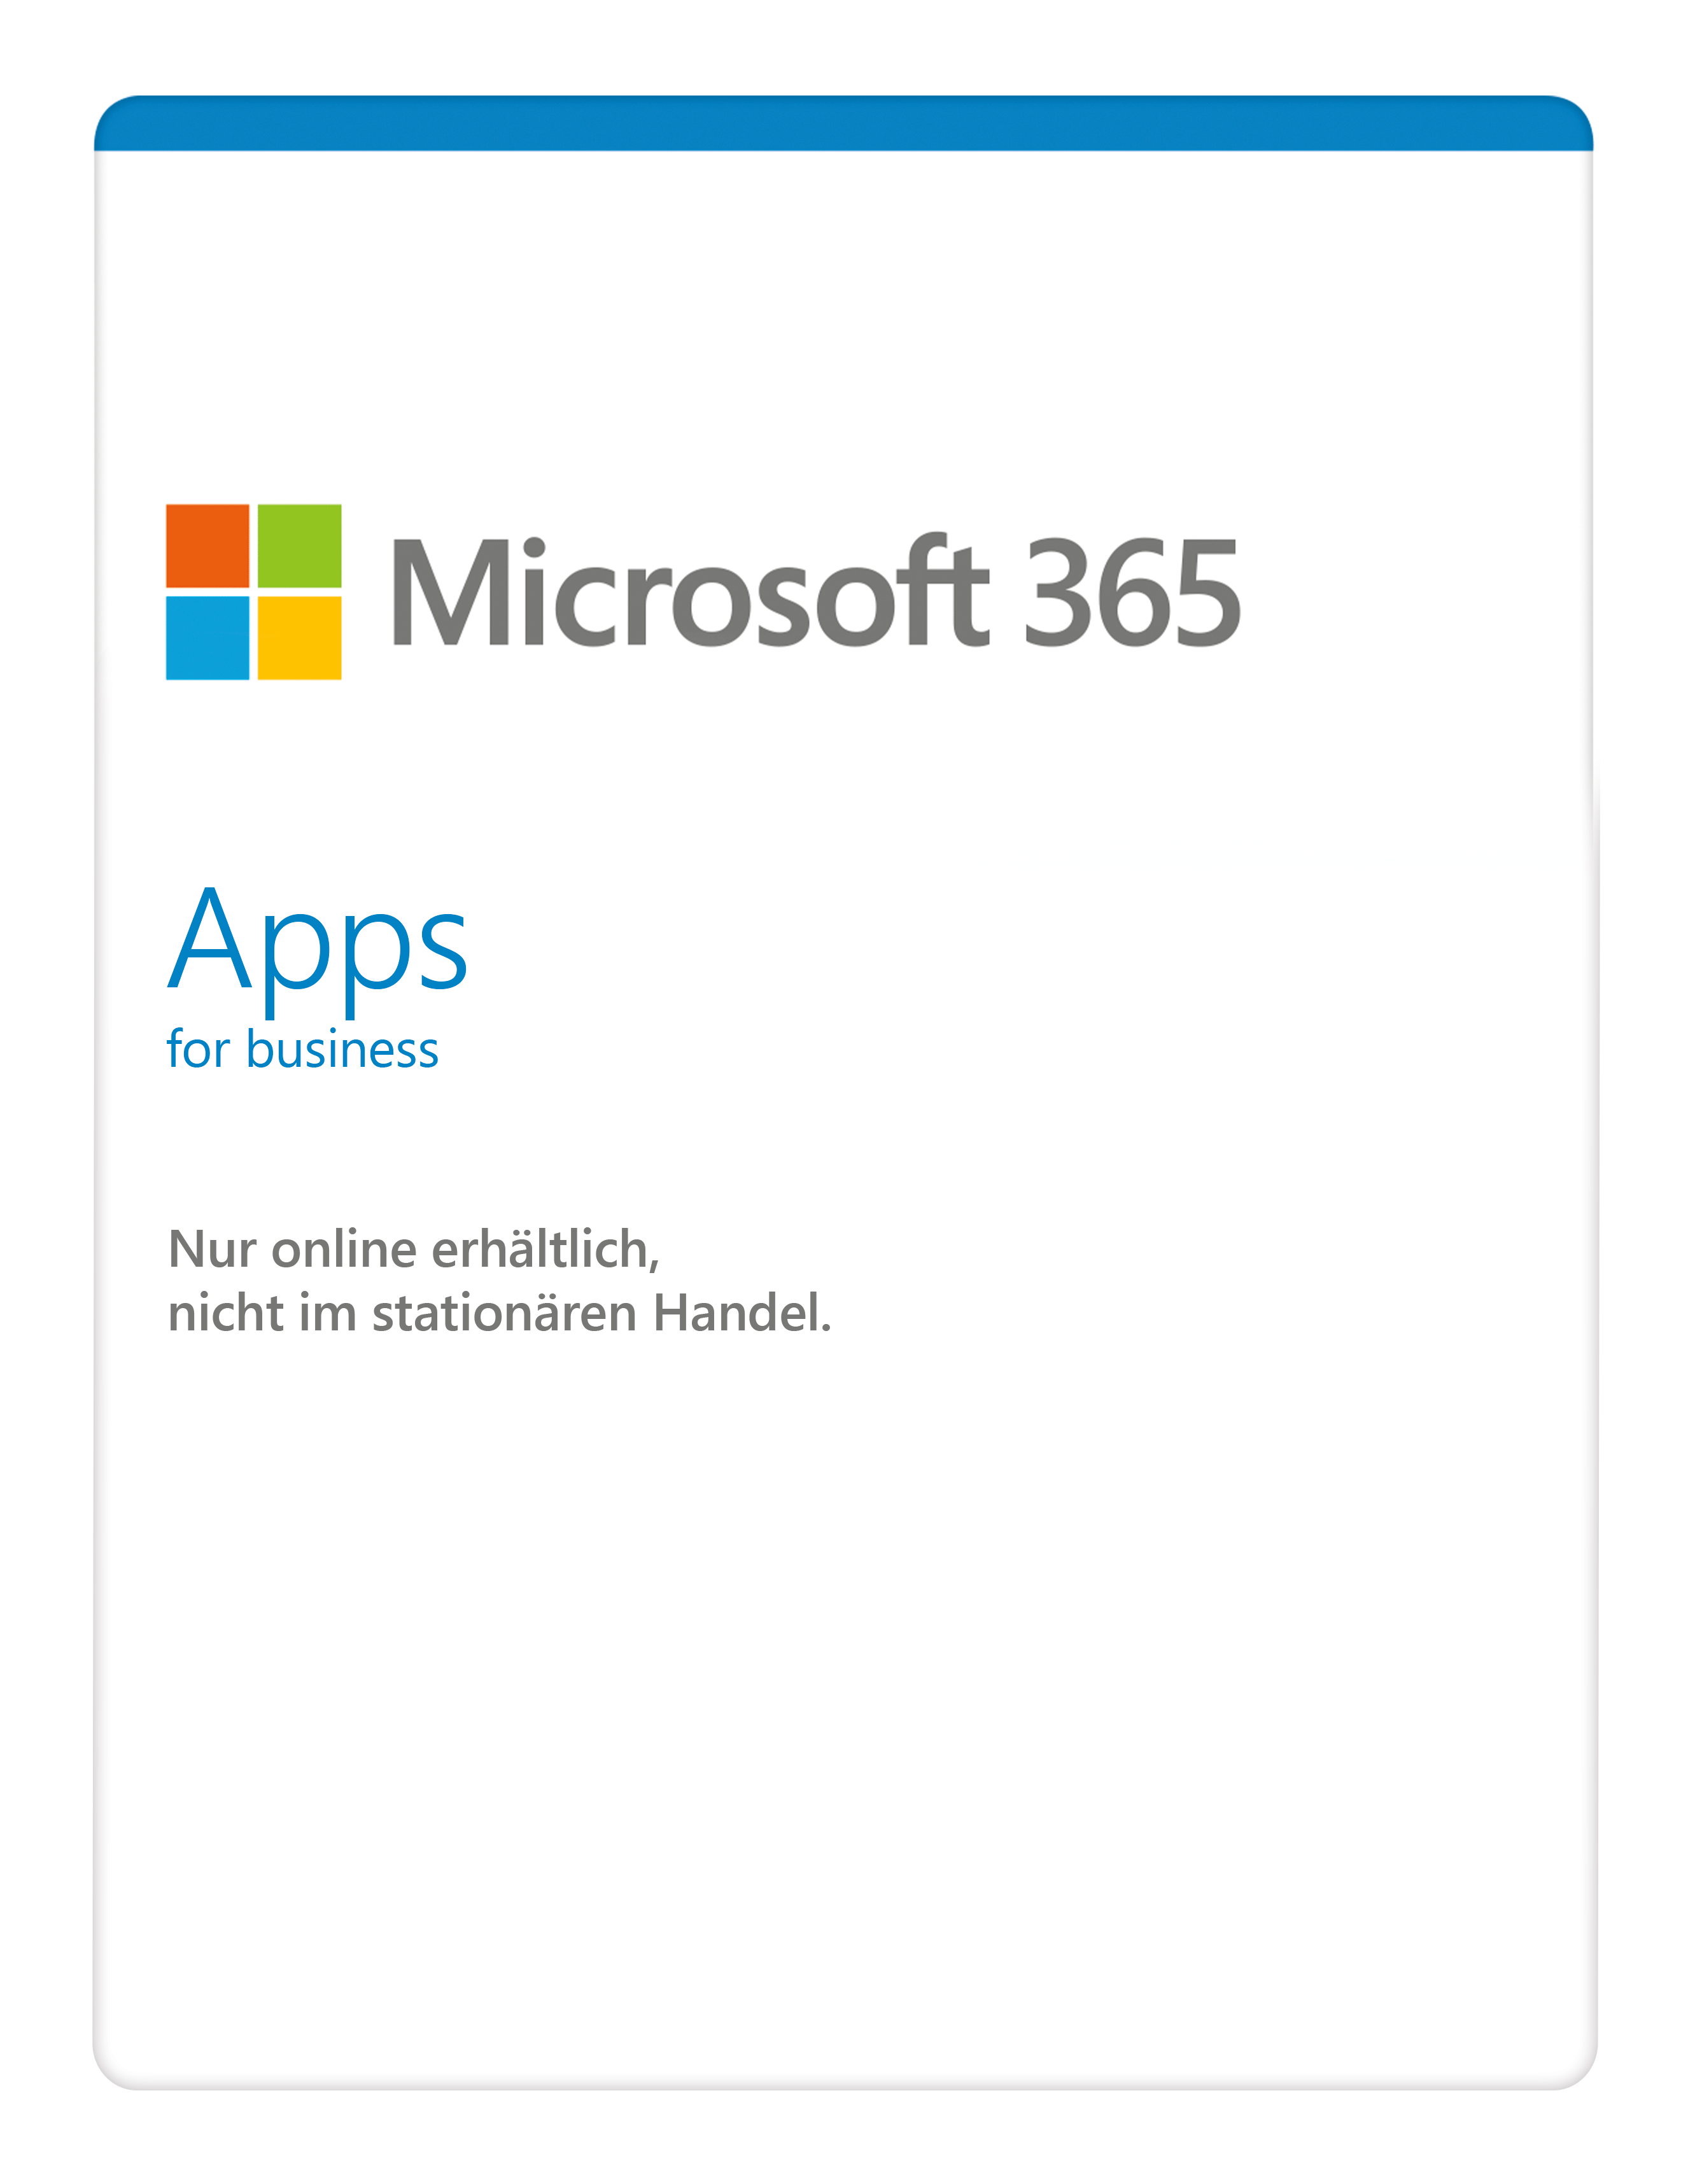 Microsoft 365
Apps
for business
Nur online erhältlich,
nicht im stationären Handel.